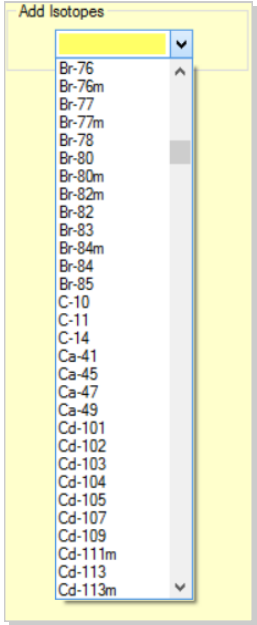 Add Isotopes
Br-76
Br-76m
Br-77
Br-77m
Br-78
Br-80
Br-80m
Br-82m
Br-82
Br-83
Br-84m
Br-84
Br-85
C-10
C-11
C-14
Ca-41
Ca-45
Ca-47
Ca-49
Cd-101
Cd-102
Cd-103
Cd-104
Cd-105
Cd-107
Cd-109
Cd-111m
Cd-113
Cd-113m